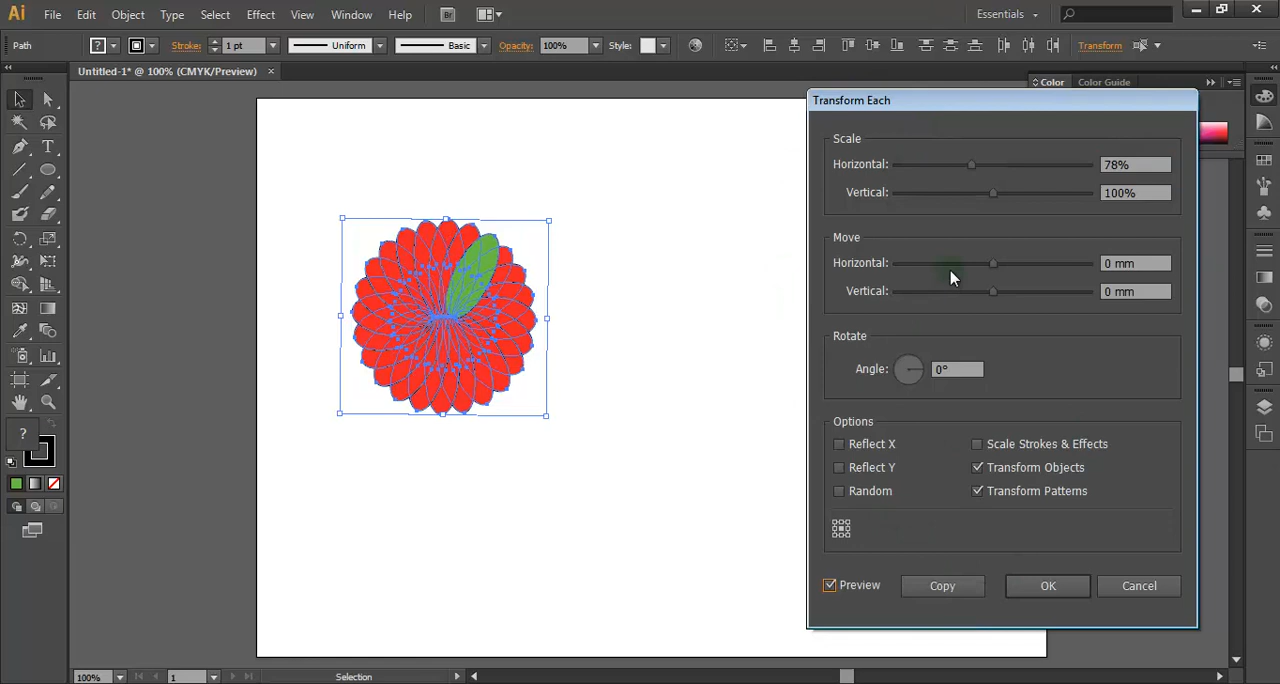 Ai File Edit Object Type Select Effect View Window Help Br Essentials
Path ? Stroke: 1 pt Uniform Basic Opacity: 100% Style: Transform
Untitled-1* @ 100% (CMYK/Preview) ×
Color Color Guide
Transform Each
Scale
Horizontal: 78%
Vertical: 100%
Move
Horizontal: 0 mm
Vertical: 0 mm
Rotate
Angle: 0°
Options
Reflect X Scale Strokes & Effects
Reflect Y Transform Objects
Random Transform Patterns
Preview Copy OK Cancel
T
?
100% 1 Selection